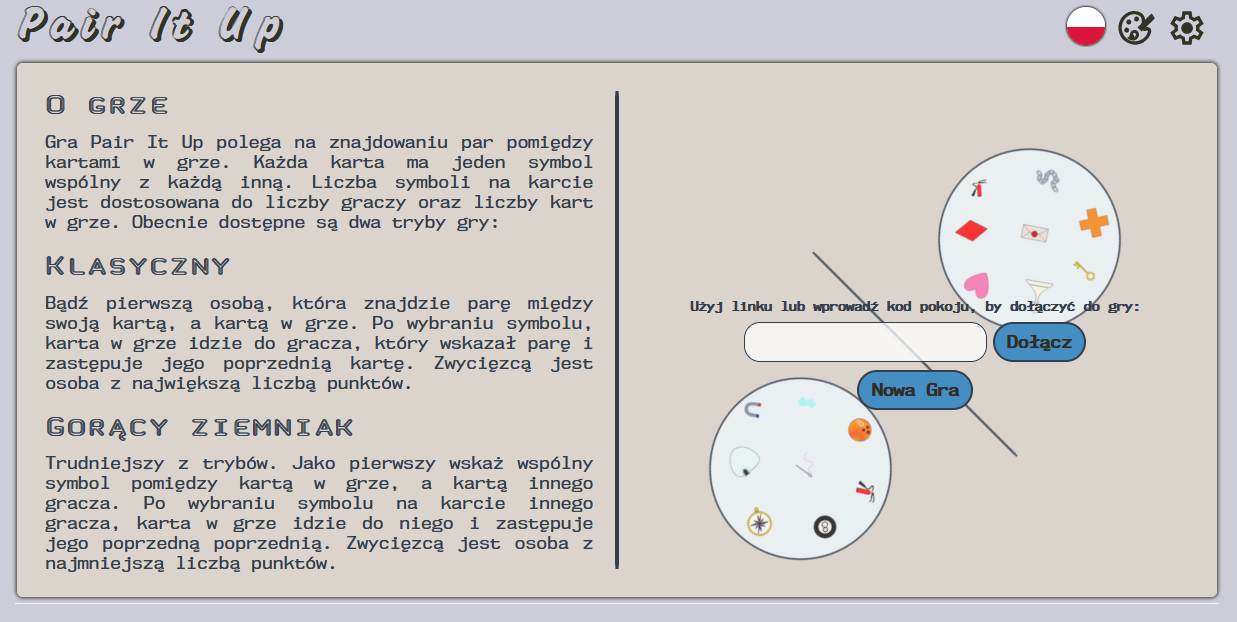 Pair It Up
O grze
Gra Pair It Up polega na znajdowaniu par pomiędzy
kartami w grze. Każda karta ma jeden symbol
wspólny z każdą inną. Liczba symboli na karcie
jest dostosowana do liczby graczy oraz liczby kart
w grze. Obecnie dostępne są dwa tryby gry:
Klasyczny
Bądź pierwszą osobą, która znajdzie parę między
swoją kartą, a kartą w grze. Po wybraniu symbolu,
karta w grze idzie do gracza, który wskazał parę i
zastępuje jego poprzednią kartę. Zwycięzcą jest
osoba z największą liczbą punktów.
Gorący ziemniak
Trudniejszy z trybów. Jako pierwszy wskaż wspólny
symbol pomiędzy kartą w grze, a kartą innego
gracza. Po wybraniu symbolu na karcie innego
gracza, karta w grze idzie do niego i zastępuje
jego poprzedną poprzednią. Zwycięzcą jest osoba z
najmniejszą liczbą punktów.
Użyj linku lub wprowadź kod pokoju, by dołączyć do gry:
Dołącz
Nowa Gra
8